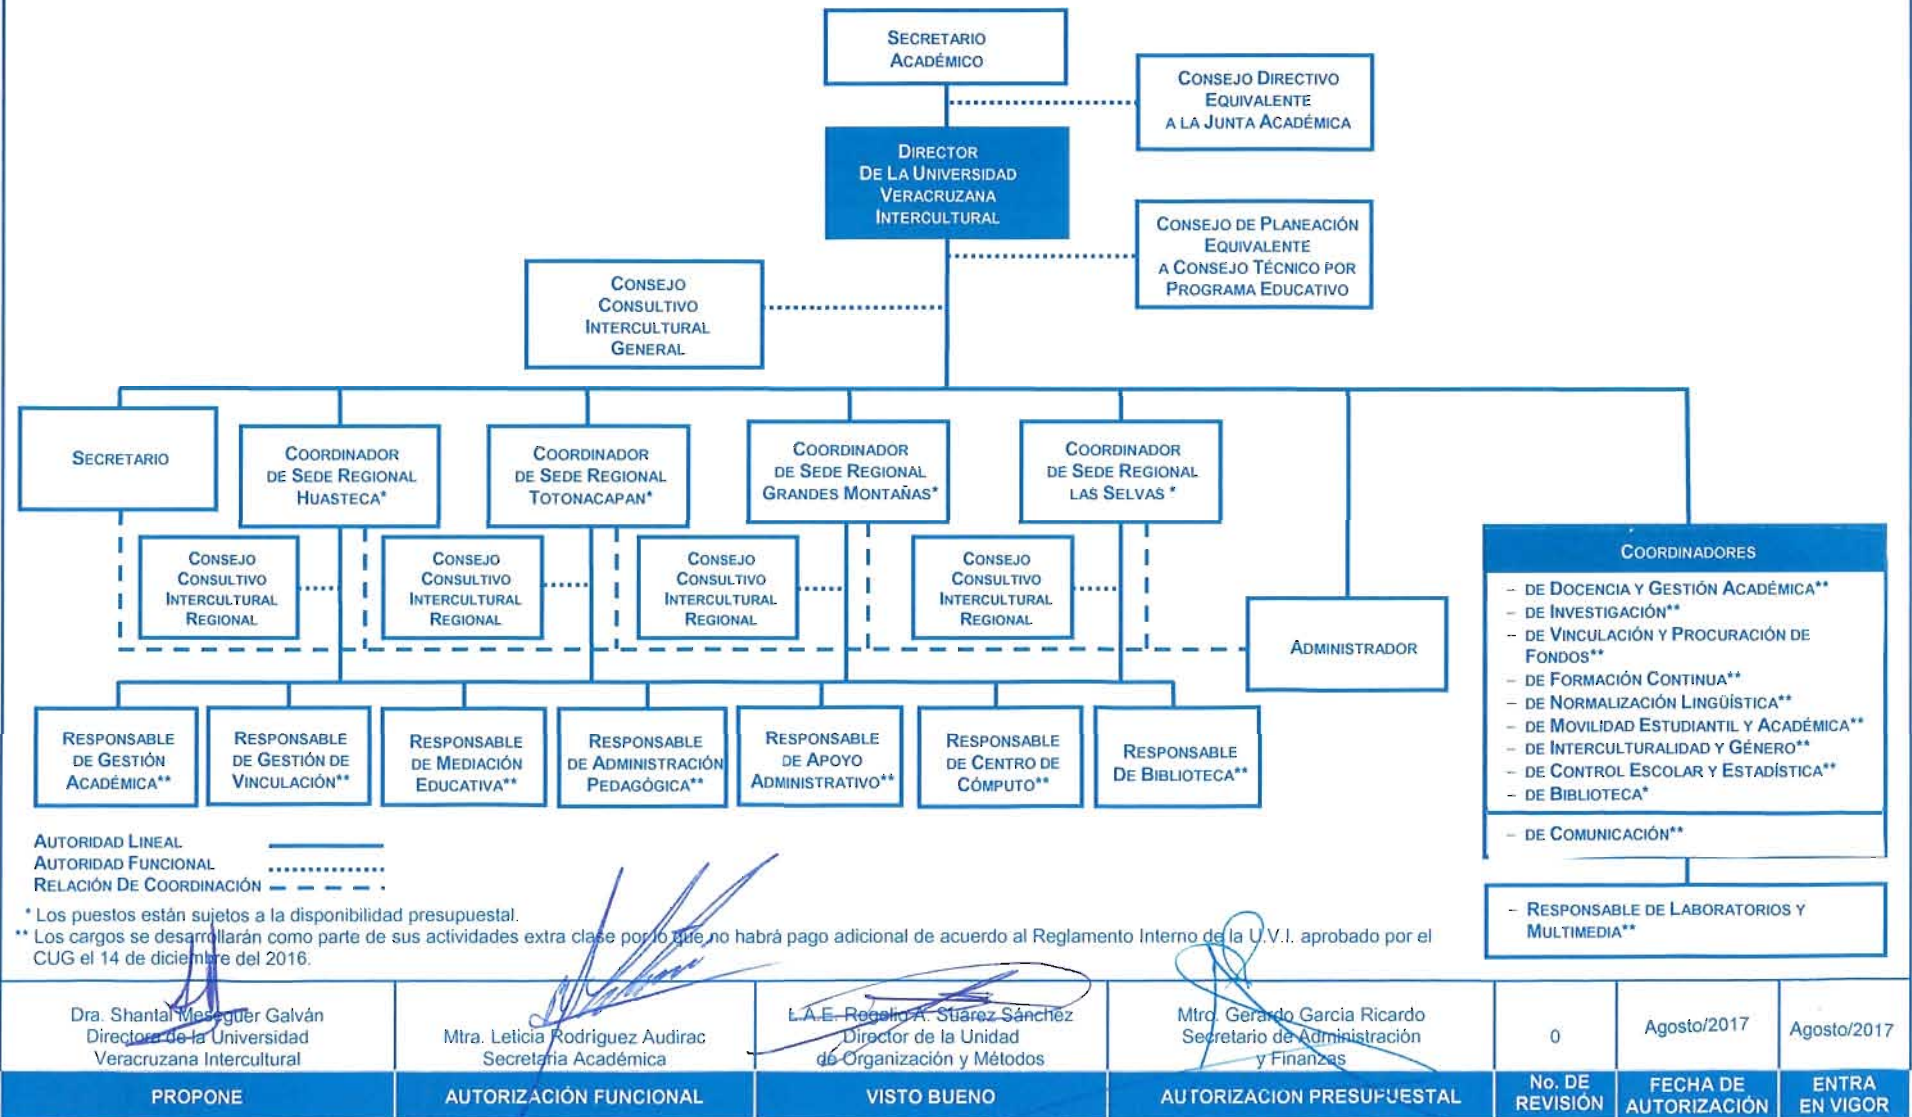 SECRETARIO
ACADÉMICO
CONSEJO DIRECTIVO
EQUIVALENTE
A LA JUNTA ACADÉMICA
DIRECTOR
DE LA UNIVERSIDAD
VERACRUZANA
INTERCULTURAL
CONSEJO DE PLANEACIÓN
EQUIVALENTE
A CONSEJO TÉCNICO POR
PROGRAMA EDUCATIVO
CONSEJO
CONSULTIVO
INTERCULTURAL
GENERAL
SECRETARIO
COORDINADOR
DE SEDE REGIONAL
HUASTECA*
COORDINADOR
DE SEDE REGIONAL
TOTONACAPAN*
COORDINADOR
DE SEDE REGIONAL
GRANDES MONTAÑAS*
COORDINADOR
DE SEDE REGIONAL
LAS SELVAS *
CONSEJO
CONSULTIVO
INTERCULTURAL
REGIONAL
CONSEJO
CONSULTIVO
INTERCULTURAL
REGIONAL
CONSEJO
CONSULTIVO
INTERCULTURAL
REGIONAL
CONSEJO
CONSULTIVO
INTERCULTURAL
REGIONAL
ADMINISTRADOR
COORDINADORES
– DE DOCENCIA Y GESTIÓN ACADÉMICA**
– DE INVESTIGACIÓN**
– DE VINCULACIÓN Y PROCURACIÓN DE
FONDOS**
– DE FORMACIÓN CONTINUA**
– DE NORMALIZACIÓN LINGÜÍSTICA**
– DE MOVILIDAD ESTUDIANTIL Y ACADÉMICA**
– DE INTERCULTURALIDAD Y GÉNERO**
– DE CONTROL ESCOLAR Y ESTADÍSTICA**
– DE BIBLIOTECA*
– DE COMUNICACIÓN**
– RESPONSABLE DE LABORATORIOS Y
MULTIMEDIA**
RESPONSABLE
DE GESTIÓN
ACADÉMICA**
RESPONSABLE
DE GESTIÓN DE
VINCULACIÓN**
RESPONSABLE
DE MEDIACIÓN
EDUCATIVA**
RESPONSABLE
DE ADMINISTRACIÓN
PEDAGÓGICA**
RESPONSABLE
DE APOYO
ADMINISTRATIVO**
RESPONSABLE
DE CENTRO DE
CÓMPUTO**
RESPONSABLE
DE BIBLIOTECA**
AUTORIDAD LINEAL
AUTORIDAD FUNCIONAL
RELACIÓN DE COORDINACIÓN
* Los puestos están sujetos a la disponibilidad presupuestal.
** Los cargos se desarrollarán como parte de sus actividades extra clase por lo que no habrá pago adicional de acuerdo al Reglamento Interno de la U.V.I. aprobado por el
CUG el 14 de diciembre del 2016.
Dra. Shantal Meseguer Galván
Directora de la Universidad
Veracruzana Intercultural
PROPONE
Mtra. Leticia Rodriguez Audirac
Secretaria Académica
AUTORIZACIÓN FUNCIONAL
L.A.E. Rogelio A. Suárez Sánchez
Director de la Unidad
de Organización y Métodos
VISTO BUENO
Mtro. Gerardo García Ricardo
Secretario de Administración
y Finanzas
AUTORIZACION PRESUPUESTAL
0
No. DE
REVISIÓN
Agosto/2017
FECHA DE
AUTORIZACIÓN
Agosto/2017
ENTRA
EN VIGOR